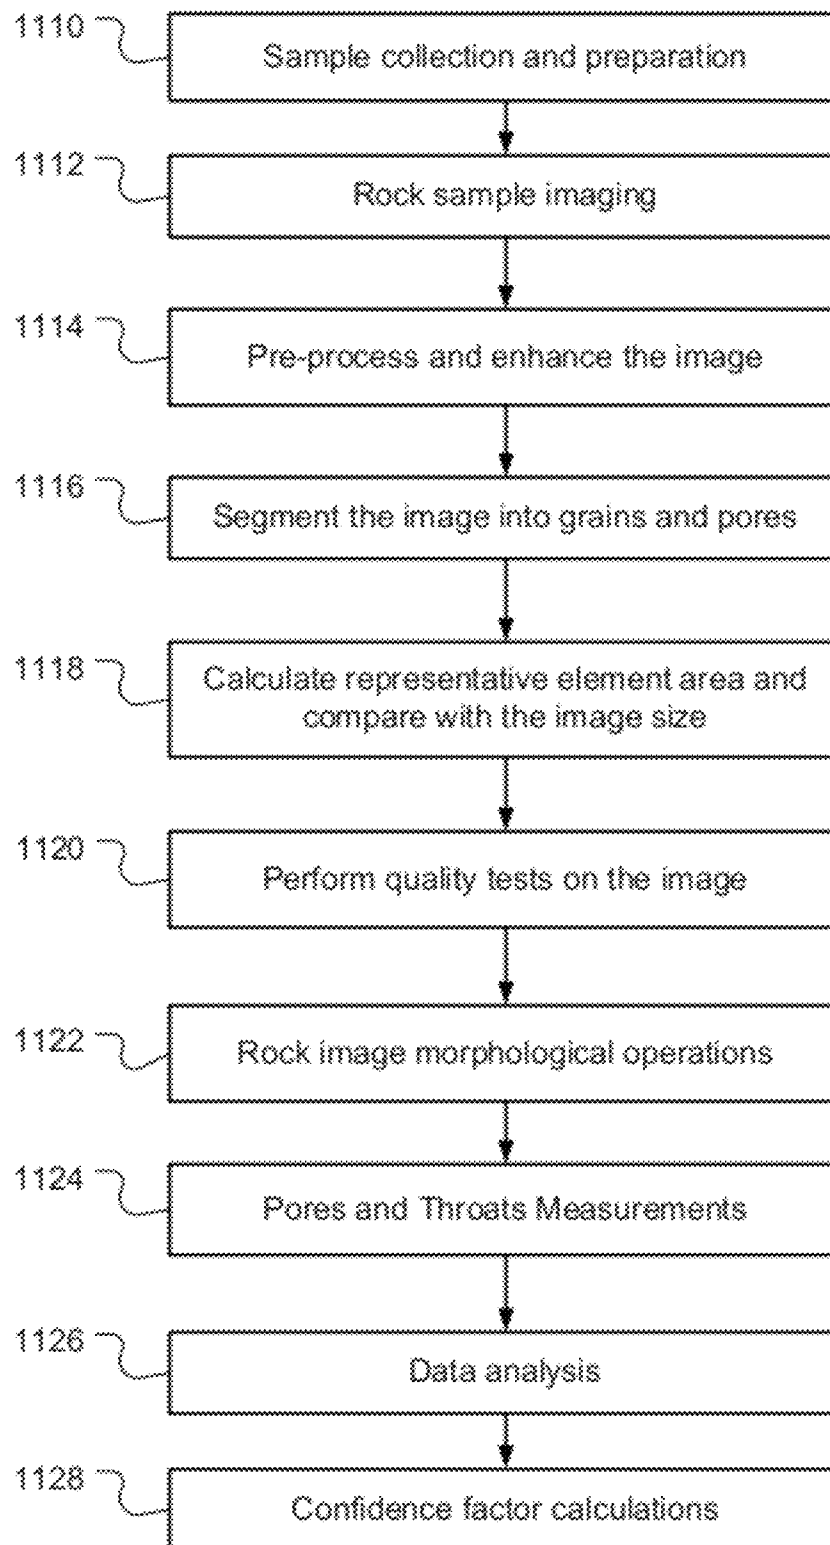 1110
Sample collection and preparation
1112
Rock sample imaging
1114
Pre-process and enhance the image
1116
Segment the image into grains and pores
1118
Calculate representative element area and
compare with the image size
1120
Perform quality tests on the image
1122
Rock image morphological operations
1124
Pores and Throats Measurements
1126
Data analysis
1128
Confidence factor calculations